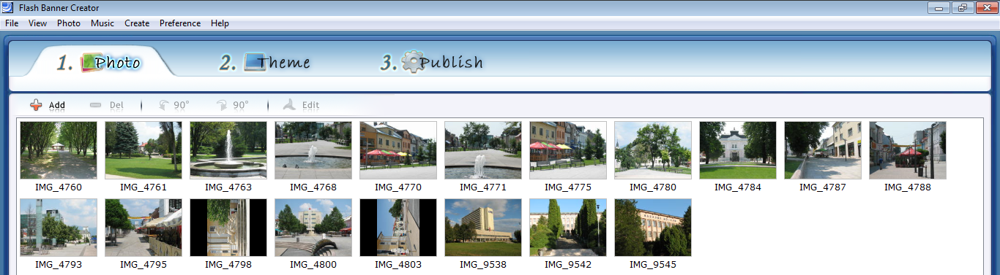 Flash Banner Creator
File View Photo Music Create Preference Help
1. Photo 2. Theme 3. Publish
Add Del 90° 90° Edit
IMG_4760 IMG_4761 IMG_4763 IMG_4768 IMG_4770 IMG_4771 IMG_4775 IMG_4780 IMG_4784 IMG_4787 IMG_4788
IMG_4793 IMG_4795 IMG_4798 IMG_4800 IMG_4803 IMG_9538 IMG_9542 IMG_9545